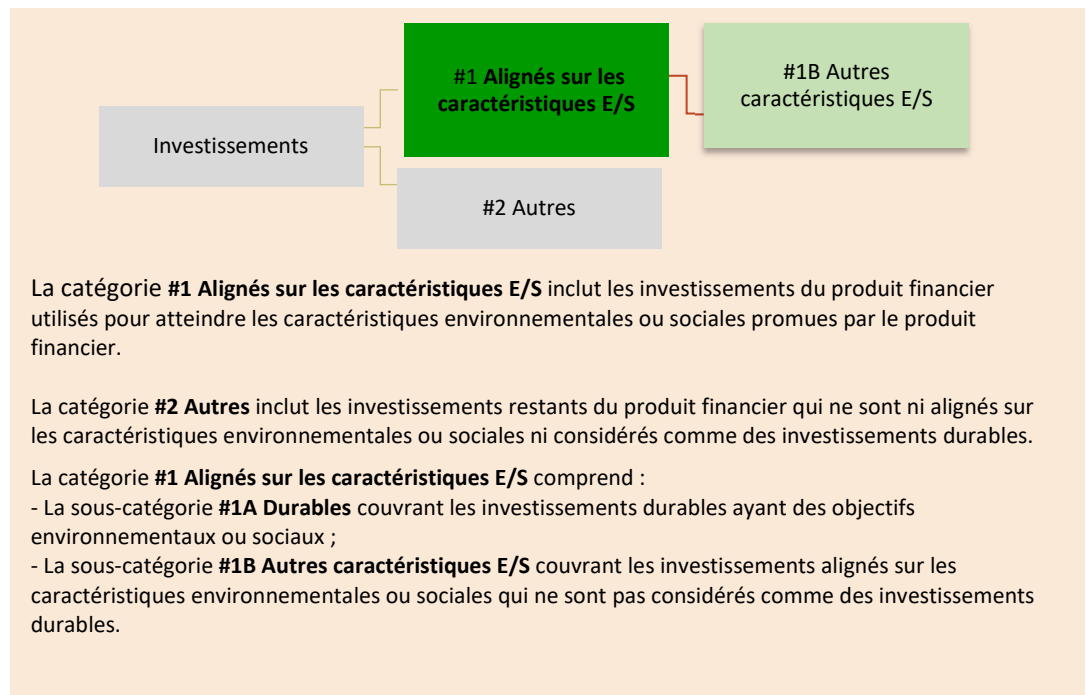 #1 Alignés sur les
caractéristiques E/S
#1B Autres
caractéristiques E/S
Investissements
#2 Autres
La catégorie #1 Alignés sur les caractéristiques E/S inclut les investissements du produit financier
utilisés pour atteindre les caractéristiques environnementales ou sociales promues par le produit
financier.
La catégorie #2 Autres inclut les investissements restants du produit financier qui ne sont ni alignés sur
les caractéristiques environnementales ou sociales ni considérés comme des investissements durables.
La catégorie #1 Alignés sur les caractéristiques E/S comprend :
- La sous-catégorie #1A Durables couvrant les investissements durables ayant des objectifs
environnementaux ou sociaux ;
- La sous-catégorie #1B Autres caractéristiques E/S couvrant les investissements alignés sur les
caractéristiques environnementales ou sociales qui ne sont pas considérés comme des investissements
durables.